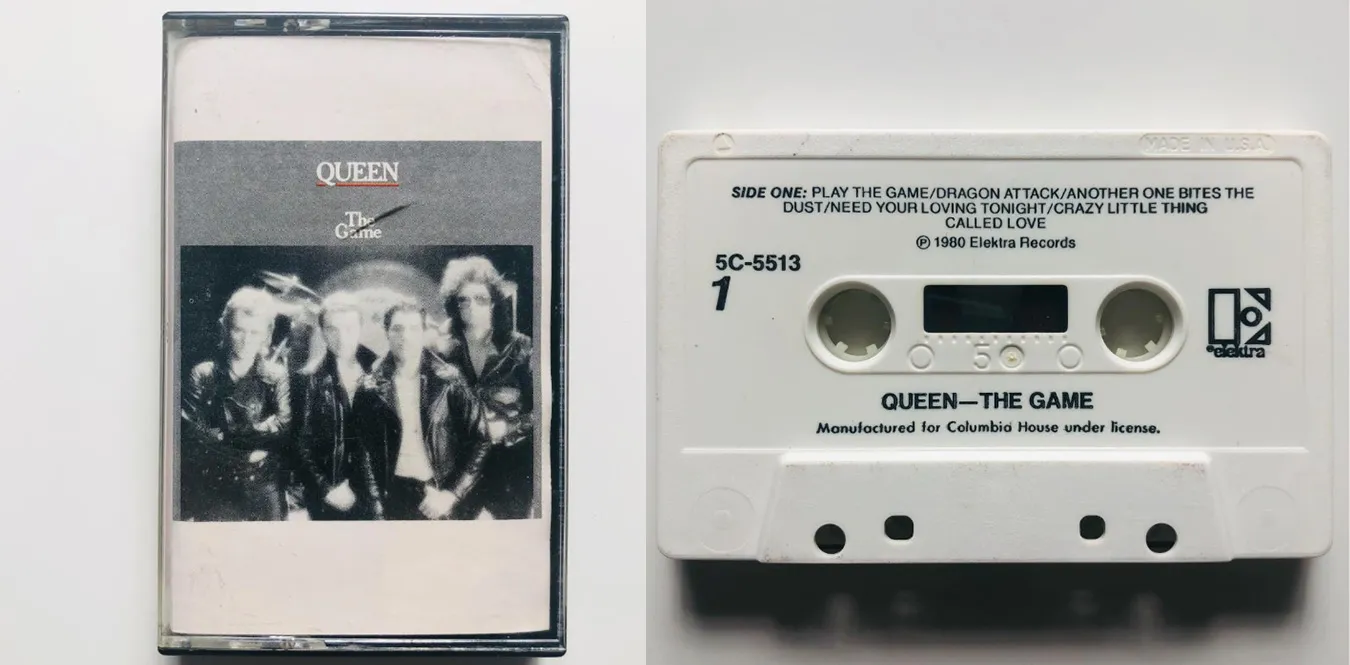 QUEEN
The
Game
MADE IN U.S.A.
SIDE ONE: PLAY THE GAME/DRAGON ATTACK/ANOTHER ONE BITES THE
DUST/NEED YOUR LOVING TONIGHT/CRAZY LITTLE THING
CALLED LOVE
℗ 1980 Elektra Records
5C-5513
1
5
elektra
QUEEN—THE GAME
Manufactured for Columbia House under license.